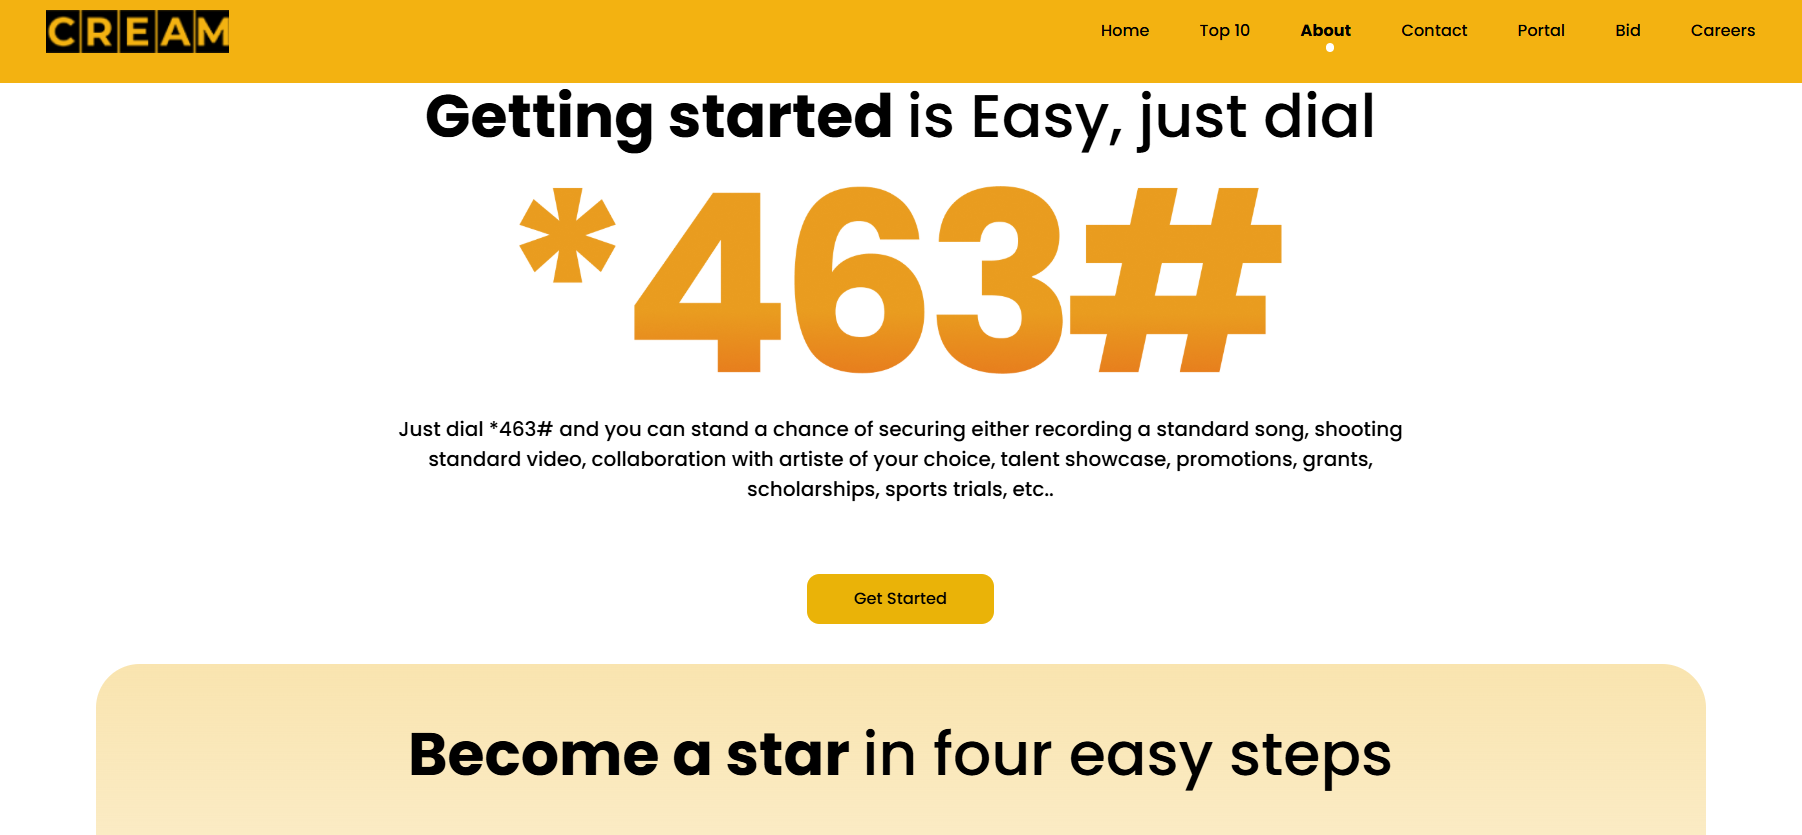 CREAM
Home Top 10 About Contact Portal Bid Careers
Getting started is Easy, just dial
*463#
Just dial *463# and you can stand a chance of securing either recording a standard song, shooting
standard video, collaboration with artiste of your choice, talent showcase, promotions, grants,
scholarships, sports trials, etc..
Get Started
Become a star in four easy steps